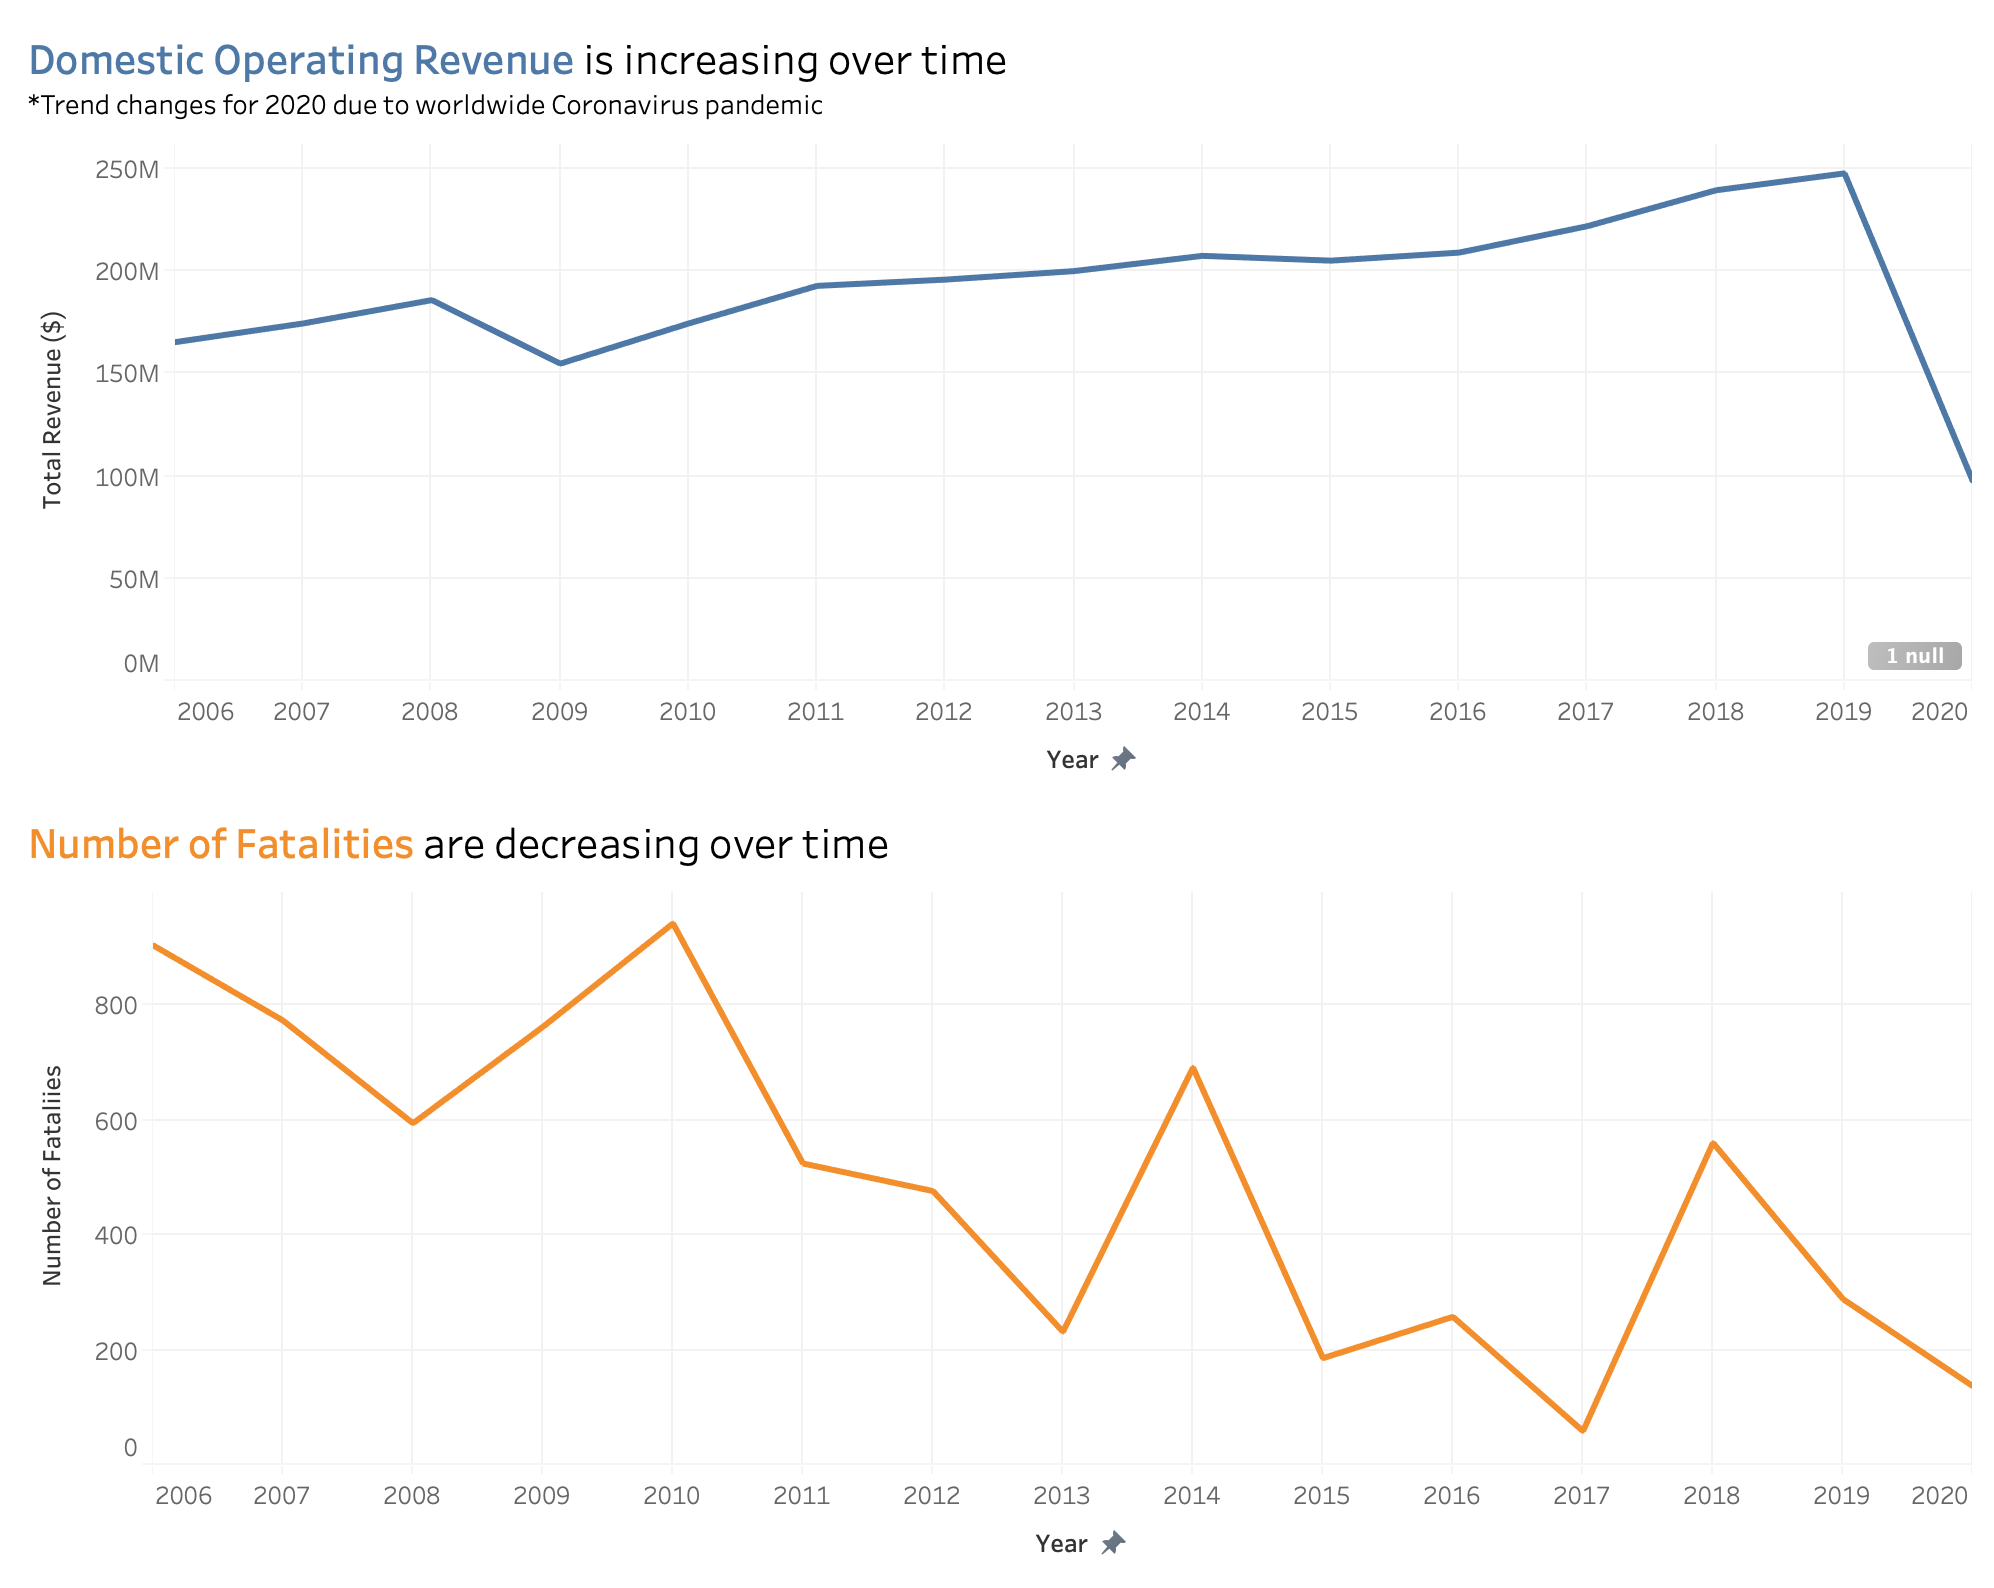 Domestic Operating Revenue is increasing over time
*Trend changes for 2020 due to worldwide Coronavirus pandemic
250M
200M
150M
100M
50M
0M
Total Revenue ($)
1 null
2006 2007 2008 2009 2010 2011 2012 2013 2014 2015 2016 2017 2018 2019 2020
Year
Number of Fatalities are decreasing over time
800
600
400
200
0
Number of Fataliies
2006 2007 2008 2009 2010 2011 2012 2013 2014 2015 2016 2017 2018 2019 2020
Year